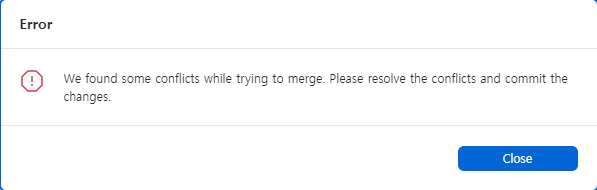 Error
We found some conflicts while trying to merge. Please resolve the conflicts and commit the
changes.
Close